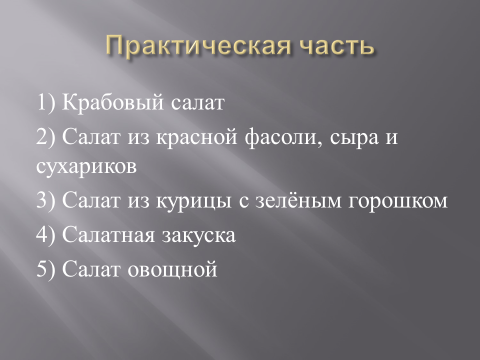 Практическая часть
1) Крабовый салат
2) Салат из красной фасоли, сыра и
сухариков
3) Салат из курицы с зелёным горошком
4) Салатная закуска
5) Салат овощной